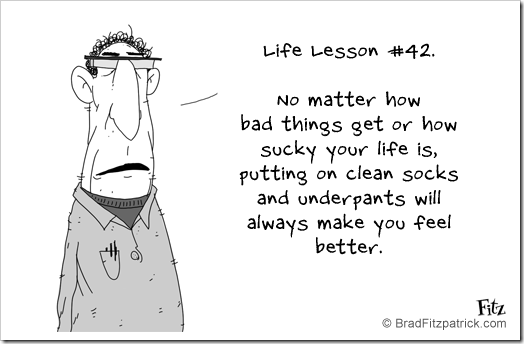 Life Lesson #42.
No matter how
bad things get or how
sucky your life is,
putting on clean socks
and underpants will
always make you feel
better.
Fitz
© BradFitzpatrick.com